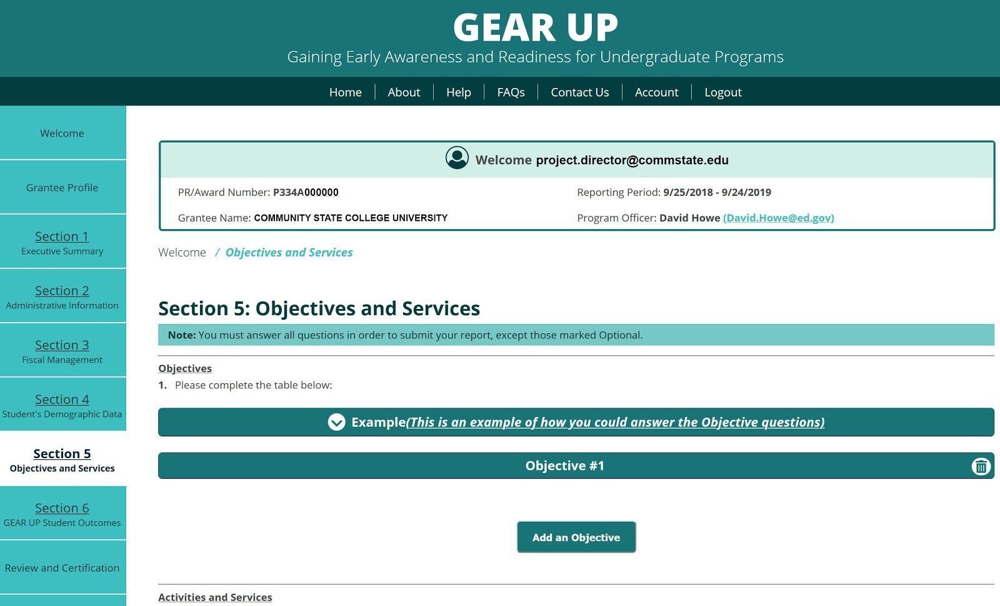 GEAR UP
Gaining Early Awareness and Readiness for Undergraduate Programs
Home | About | Help | FAQs | Contact Us | Account | Logout
Welcome
Grantee Profile
Section 1
Executive Summary
Section 2
Administrative Information
Section 3
Fiscal Management
Section 4
Student's Demographic Data
Section 5
Objectives and Services
Section 6
GEAR UP Student Outcomes
Review and Certification
Welcome project.director@commstate.edu
PR/Award Number: P334A000000
Reporting Period: 9/25/2018 - 9/24/2019
Grantee Name: COMMUNITY STATE COLLEGE UNIVERSITY
Program Officer: David Howe (David.Howe@ed.gov)
Welcome / Objectives and Services
Section 5: Objectives and Services
Note: You must answer all questions in order to submit your report, except those marked Optional.
Objectives
1. Please complete the table below:
Example(This is an example of how you could answer the Objective questions)
Objective #1
Add an Objective
Activities and Services